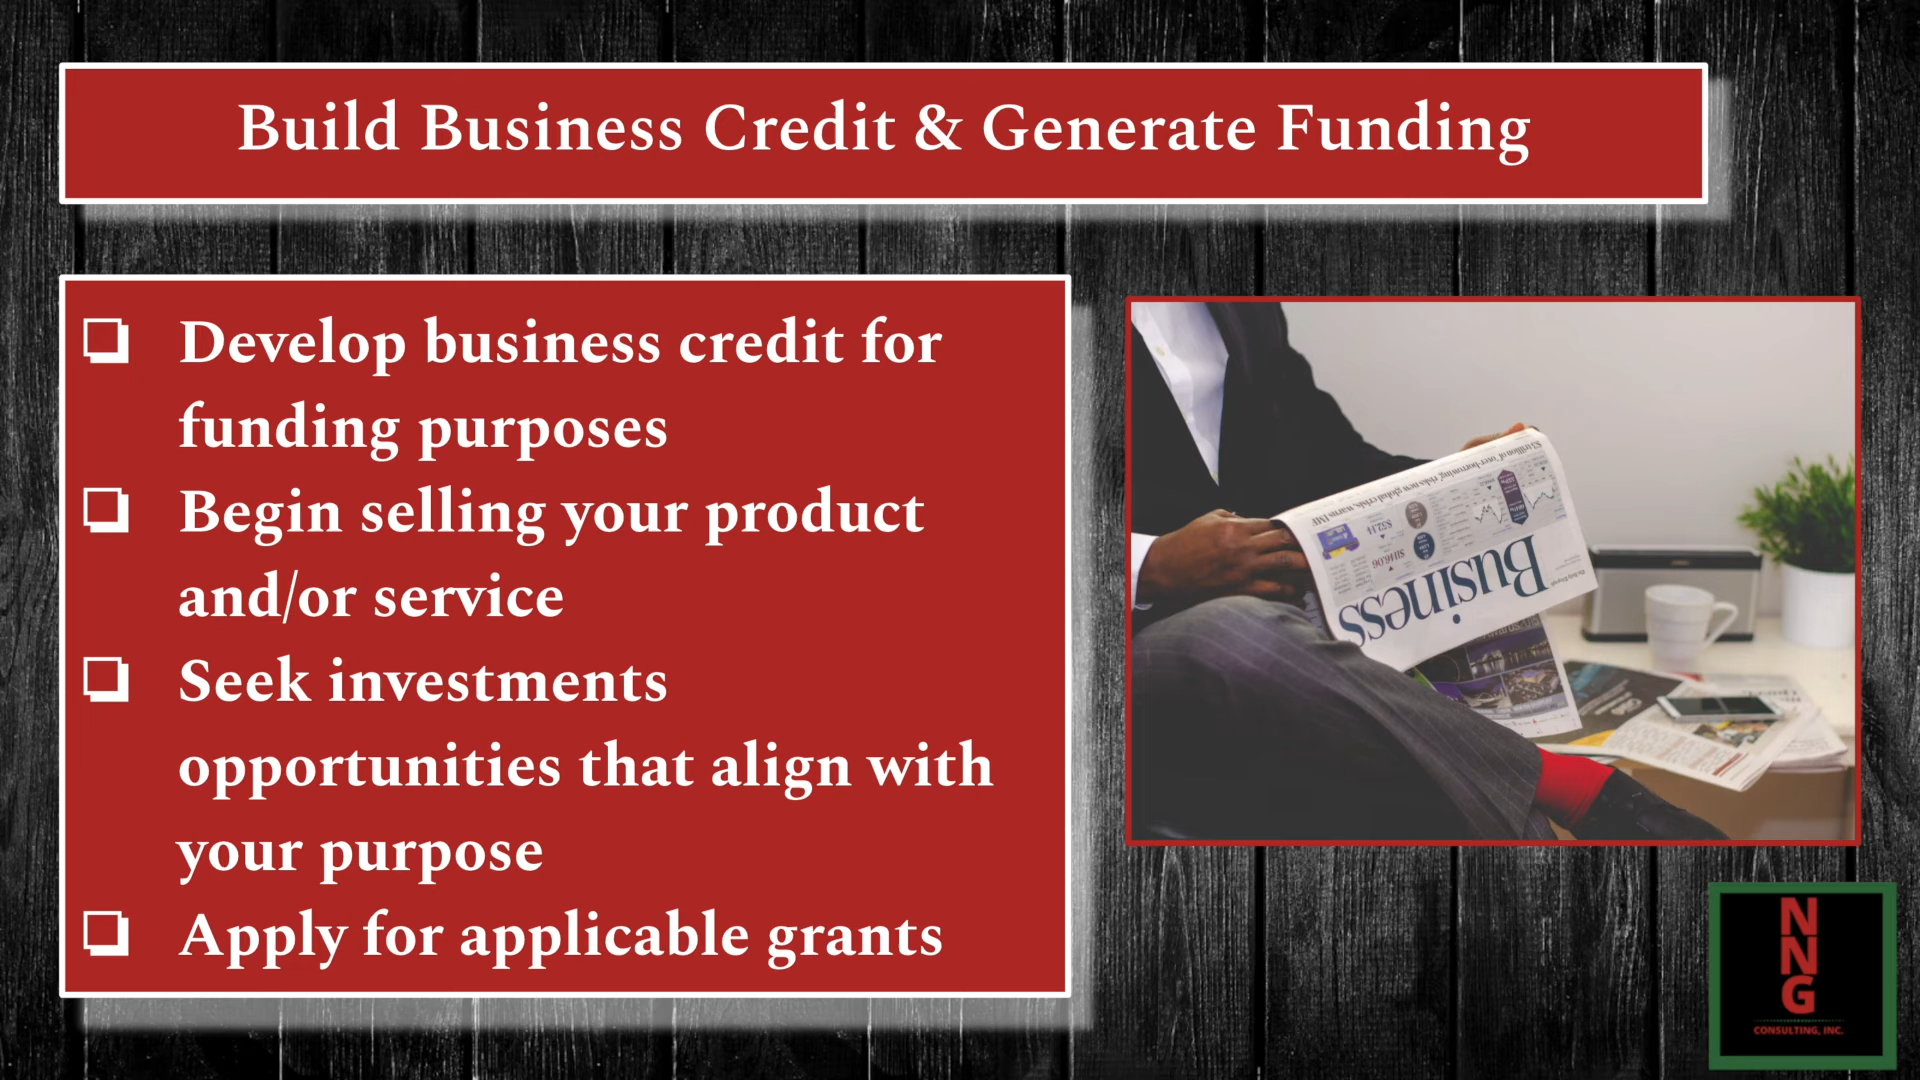 Build Business Credit & Generate Funding
❑ Develop business credit for
funding purposes
❑ Begin selling your product
and/or service
❑ Seek investments
opportunities that align with
your purpose
❑ Apply for applicable grants
Business
N
N
G
CONSULTING, INC.